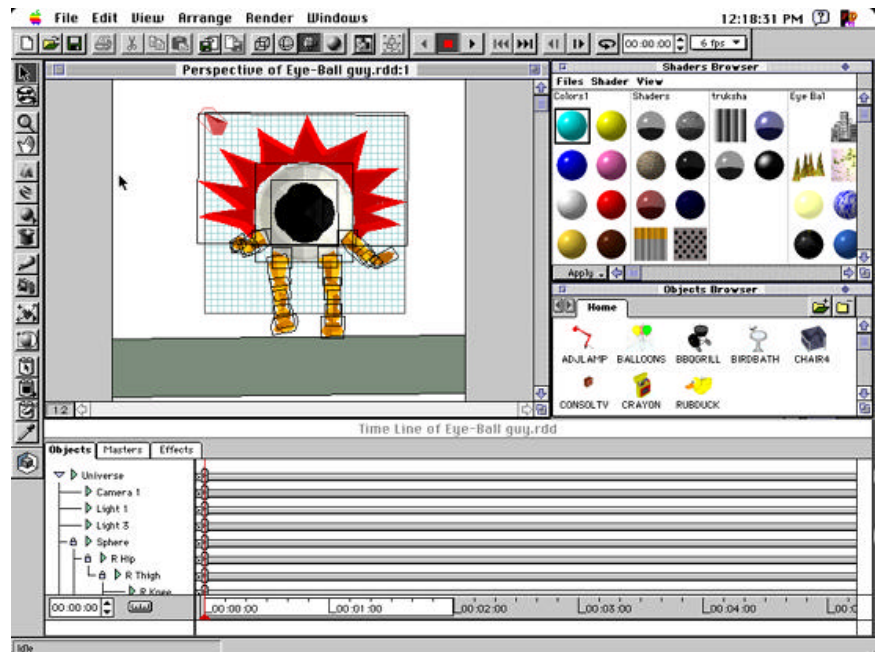 File Edit View Arrange Render Windows 12:18:31 PM
00:00:00 6 fps
Perspective of Eye-Ball guy.rdd:1
Shaders Browser
Files Shader View
Colors1 Shaders truksha Eye Bal
Apply
Objects Browser
Home
ADJLAMP BALLOONS BBQGRILL BIRDBATH CHAIR4
CONSOLTV CRAYON RUBDUCK
1:2
Time Line of Eye-Ball guy.rdd
Objects Masters Effects
Universe
Camera 1
Light 1
Light 3
Sphere
R Hip
R Thigh
R Knee
00:00:00 00:00:00 00:01:00 00:02:00 00:03:00 00:04:00 00:0
Idle